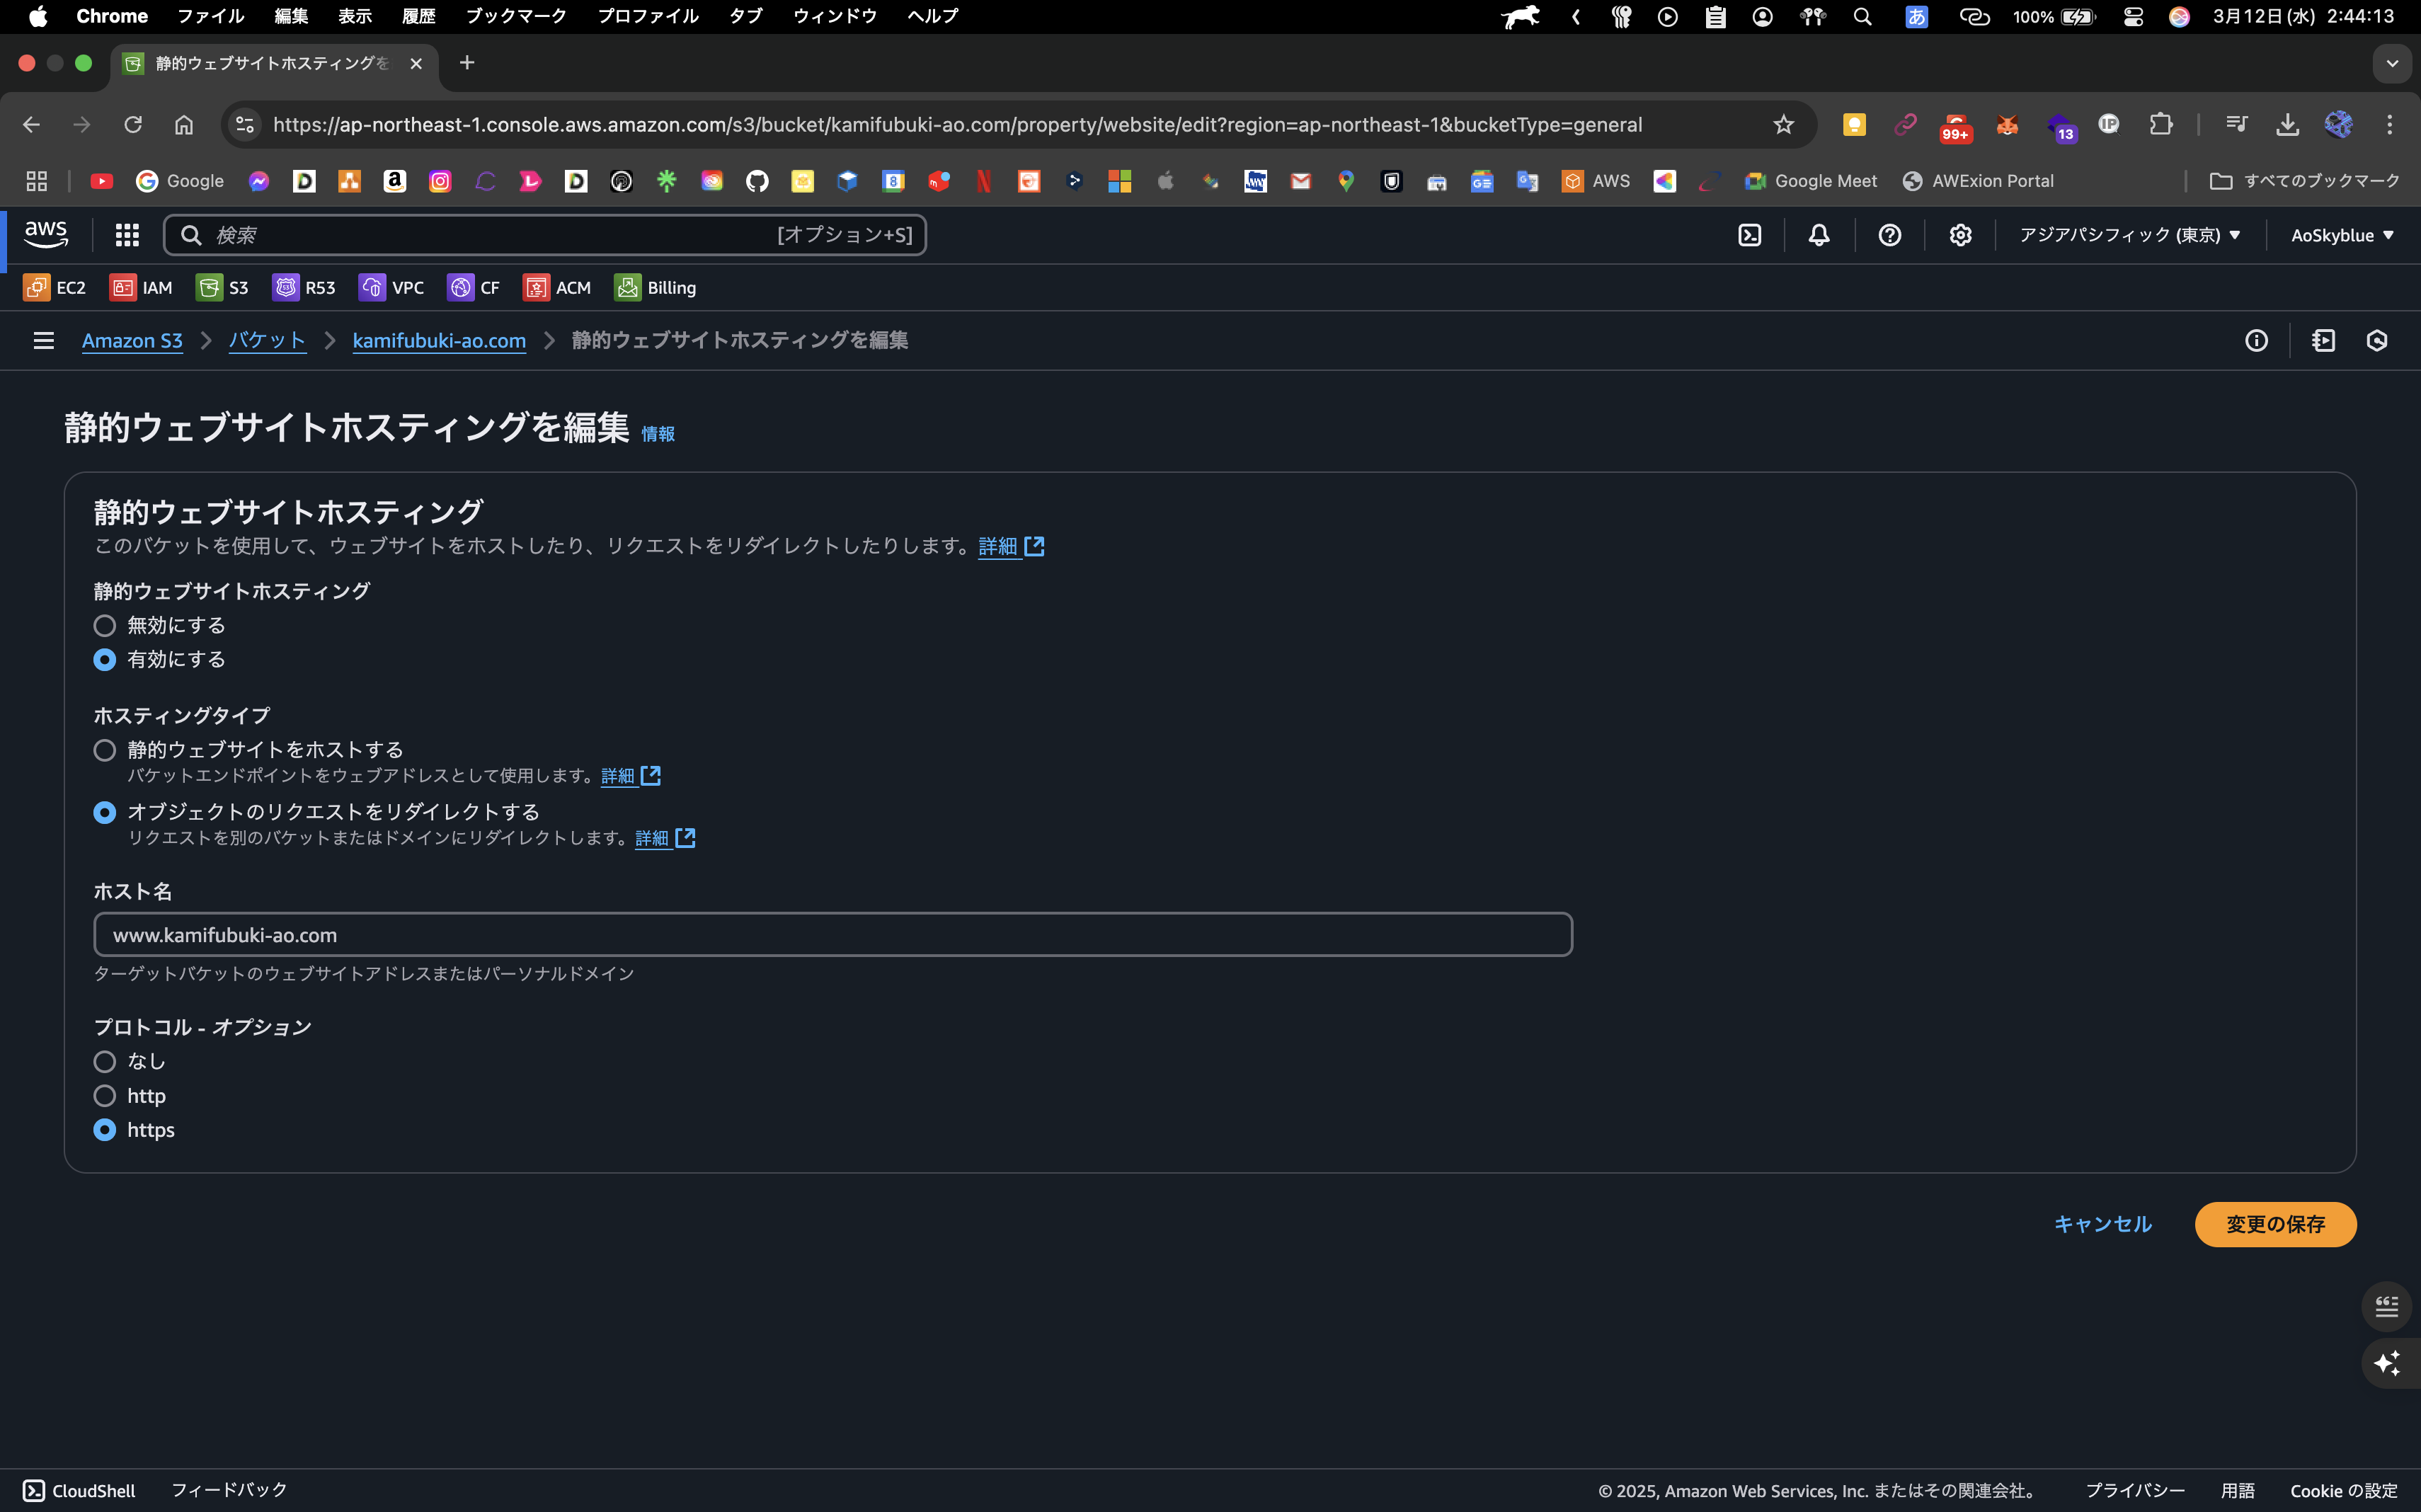 Chrome ファイル 編集 表示 履歴 ブックマーク プロファイル タブ ウィンドウ ヘルプ あ 100% 3月12日(水) 2:44:13
静的ウェブサイトホスティングを
https://ap-northeast-1.console.aws.amazon.com/s3/bucket/kamifubuki-ao.com/property/website/edit?region=ap-northeast-1&bucketType=general 99+ 13 IP
Google AWS Google Meet AWExion Portal すべてのブックマーク
aws 検索 [オプション+S] アジアパシフィック (東京) AoSkyblue
EC2 IAM S3 R53 VPC CF ACM Billing
Amazon S3 バケット kamifubuki-ao.com 静的ウェブサイトホスティングを編集
静的ウェブサイトホスティングを編集 情報
静的ウェブサイトホスティング
このバケットを使用して、ウェブサイトをホストしたり、リクエストをリダイレクトしたりします。詳細
静的ウェブサイトホスティング
無効にする
有効にする
ホスティングタイプ
静的ウェブサイトをホストする
バケットエンドポイントをウェブアドレスとして使用します。詳細
オブジェクトのリクエストをリダイレクトする
リクエストを別のバケットまたはドメインにリダイレクトします。詳細
ホスト名
www.kamifubuki-ao.com
ターゲットバケットのウェブサイトアドレスまたはパーソナルドメイン
プロトコル - オプション
なし
http
https
キャンセル 変更の保存
CloudShell フィードバック © 2025, Amazon Web Services, Inc. またはその関連会社。 プライバシー 用語 Cookie の設定